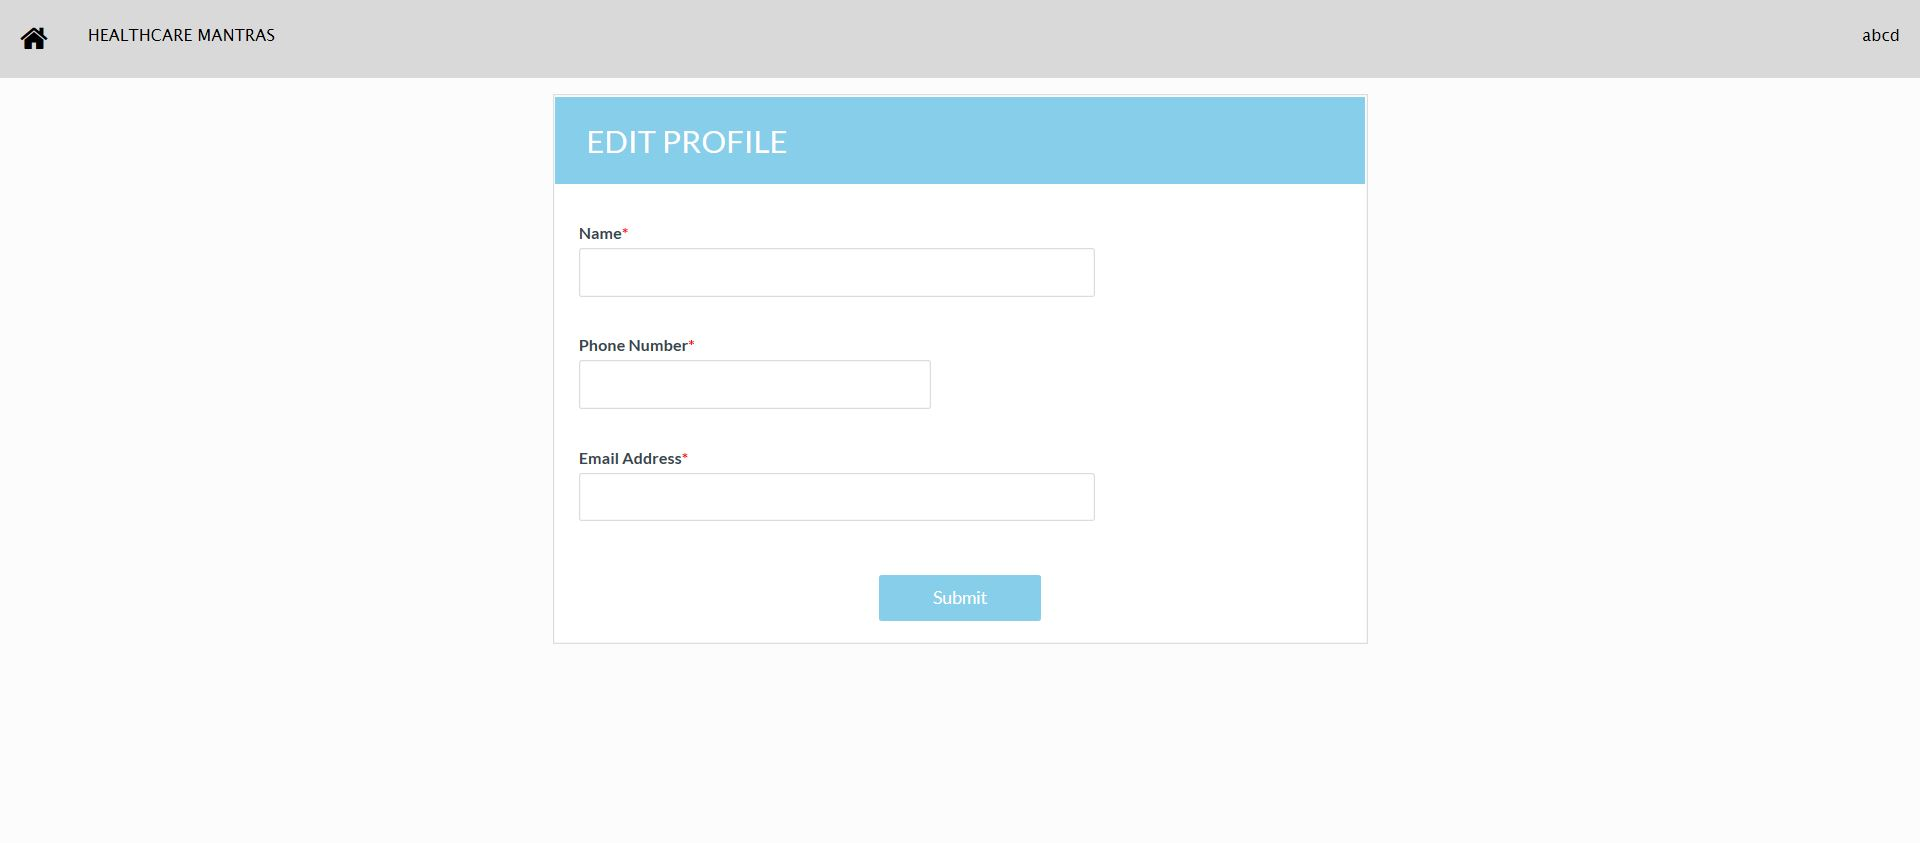 HEALTHCARE MANTRAS
abcd
EDIT PROFILE
Name*
Phone Number*
Email Address*
Submit